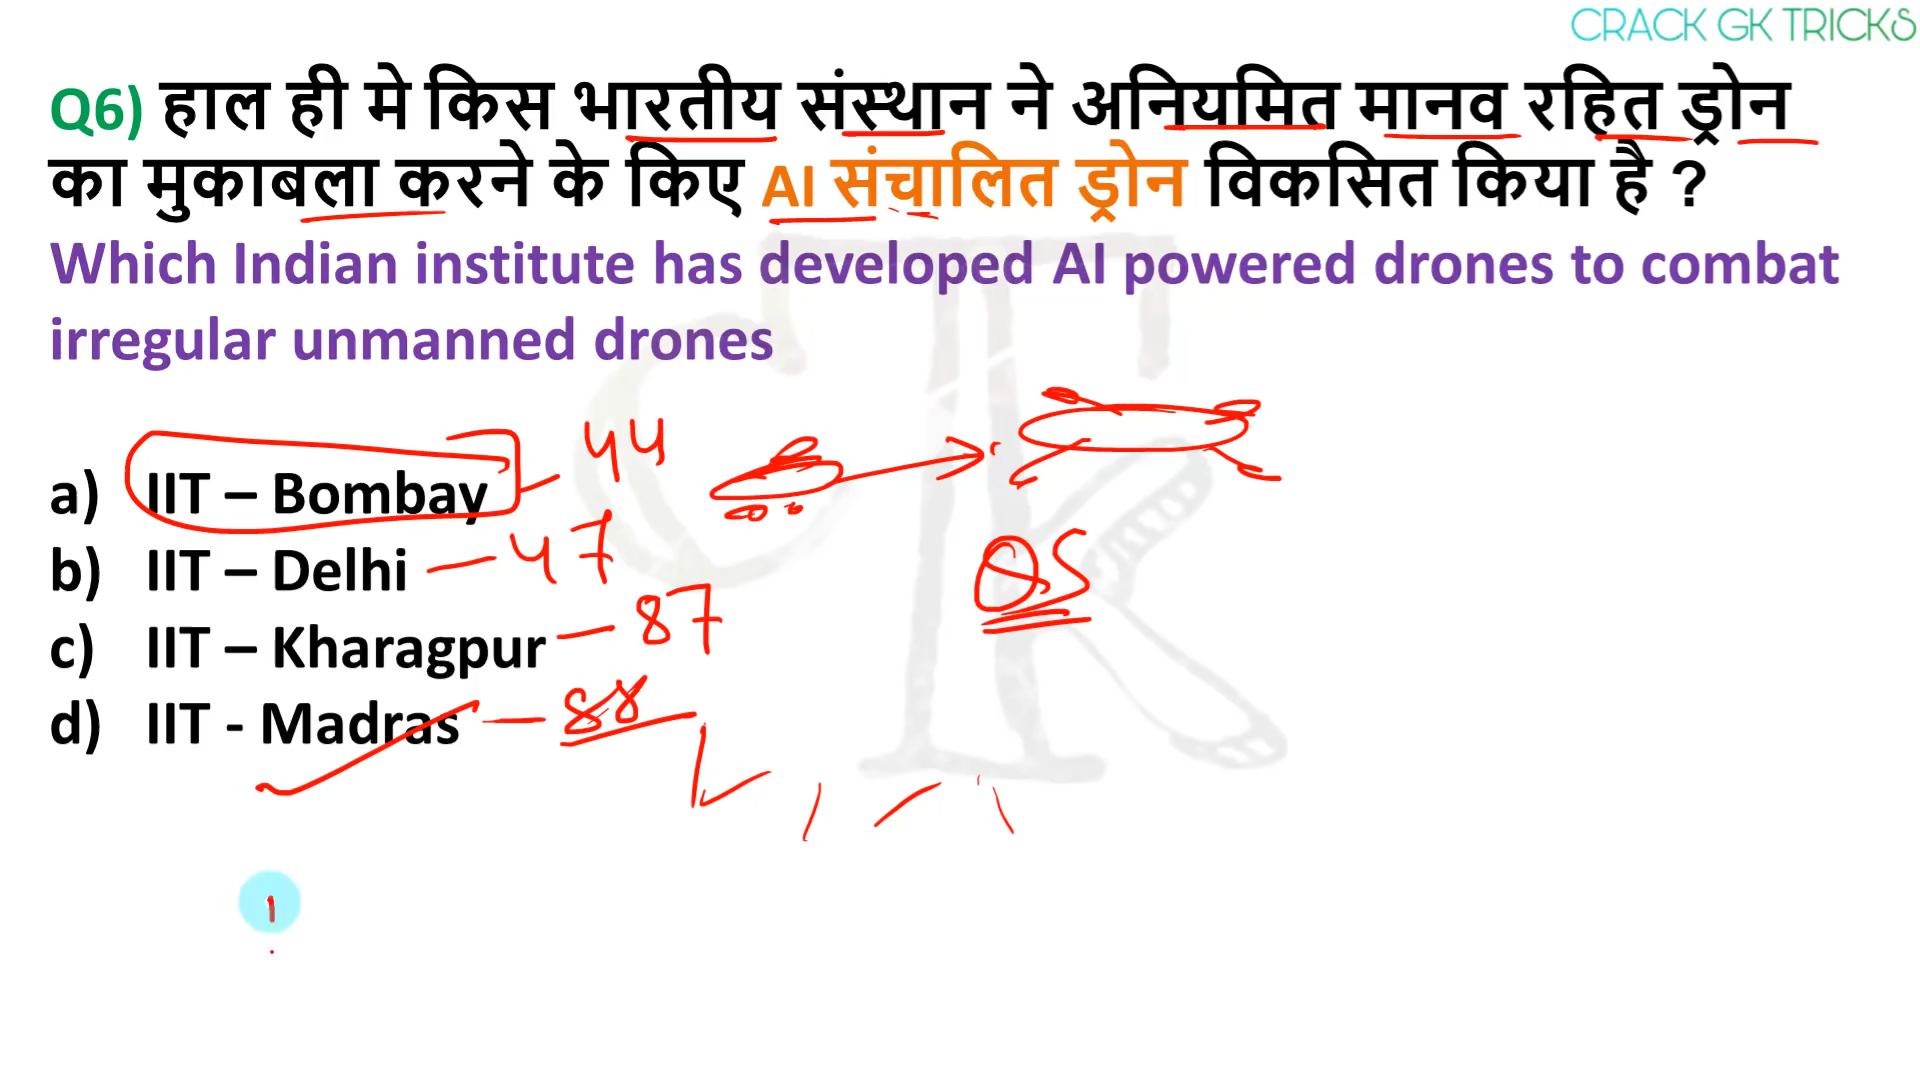 CRACK GK TRICKS
Q6) हाल ही मे किस भारतीय संस्थान ने अनियमित मानव रहित ड्रोन
का मुकाबला करने के किए AI संचालित ड्रोन विकसित किया है ?
Which Indian institute has developed AI powered drones to combat
irregular unmanned drones
a) IIT – Bombay 44
b) IIT – Delhi – 47
c) IIT – Kharagpur – 87
d) IIT - Madras – 88
QS